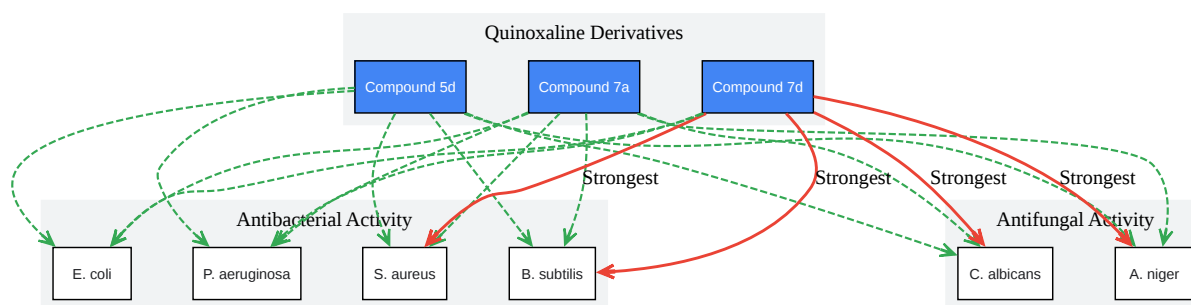 Quinoxaline Derivatives
Compound 5d
Compound 7a
Compound 7d
Strongest
Strongest
Strongest
Strongest
Antibacterial Activity
Antifungal Activity
E. coli
P. aeruginosa
S. aureus
B. subtilis
C. albicans
A. niger